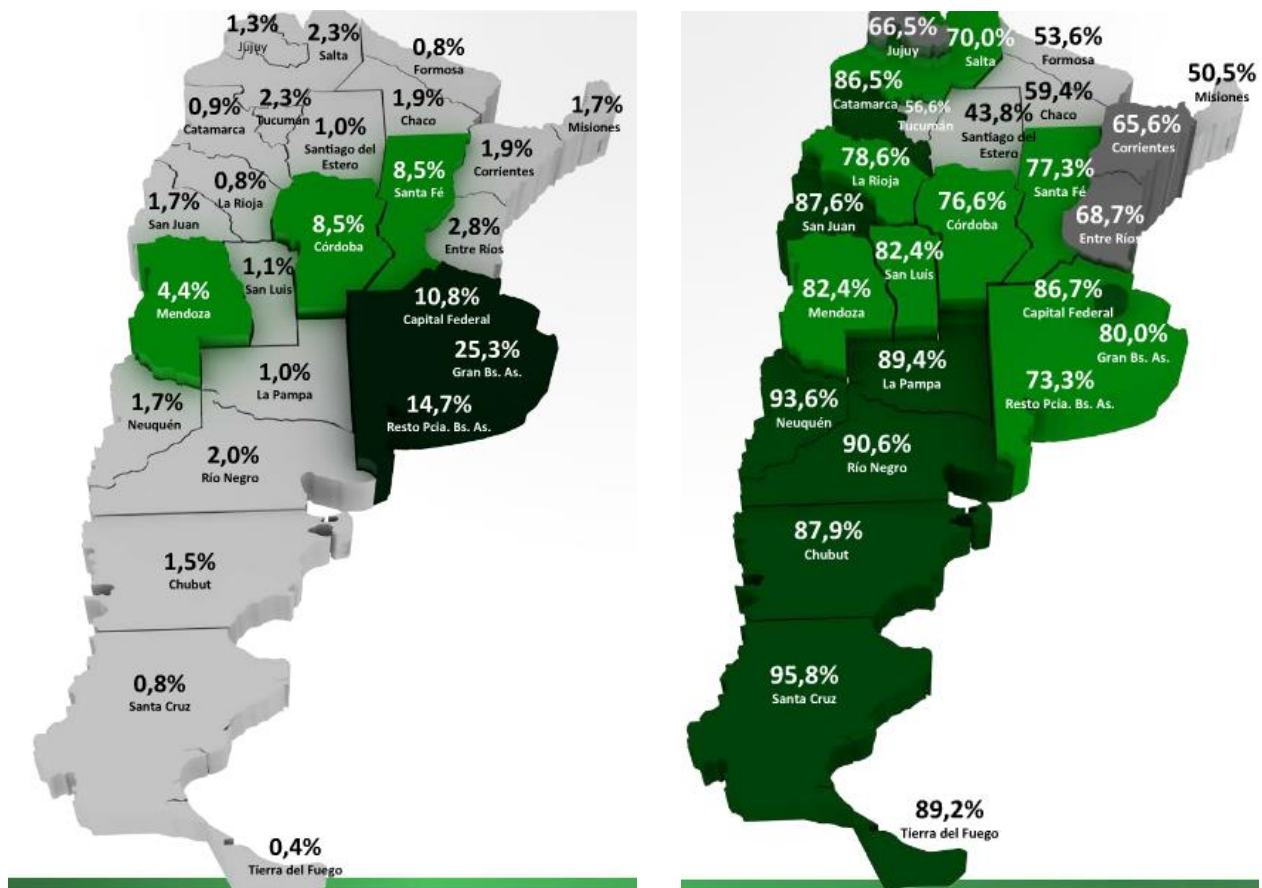 1,3%
Jujuy
2,3%
Salta
0,8%
Formosa
0,9%
Catamarca
2,3%
Tucumán
1,0%
Santiago del
Estero
1,9%
Chaco
1,7%
Misiones
1,9%
Corrientes
8,5%
Santa Fé
0,8%
La Rioja
1,7%
San Juan
8,5%
Córdoba
2,8%
Entre Ríos
1,1%
San Luis
4,4%
Mendoza
10,8%
Capital Federal
25,3%
Gran Bs. As.
14,7%
Resto Pcia. Bs. As.
1,0%
La Pampa
1,7%
Neuquén
2,0%
Río Negro
1,5%
Chubut
0,8%
Santa Cruz
0,4%
Tierra del Fuego
66,5%
Jujuy
70,0%
Salta
53,6%
Formosa
86,5%
Catamarca
56,6%
Tucumán
43,8%
Santiago del
Estero
59,4%
Chaco
50,5%
Misiones
65,6%
Corrientes
77,3%
Santa Fé
78,6%
La Rioja
87,6%
San Juan
76,6%
Córdoba
68,7%
Entre Ríos
82,4%
San Luis
82,4%
Mendoza
86,7%
Capital Federal
80,0%
Gran Bs. As.
73,3%
Resto Pcia. Bs. As.
89,4%
La Pampa
93,6%
Neuquén
90,6%
Río Negro
87,9%
Chubut
95,8%
Santa Cruz
89,2%
Tierra del Fuego